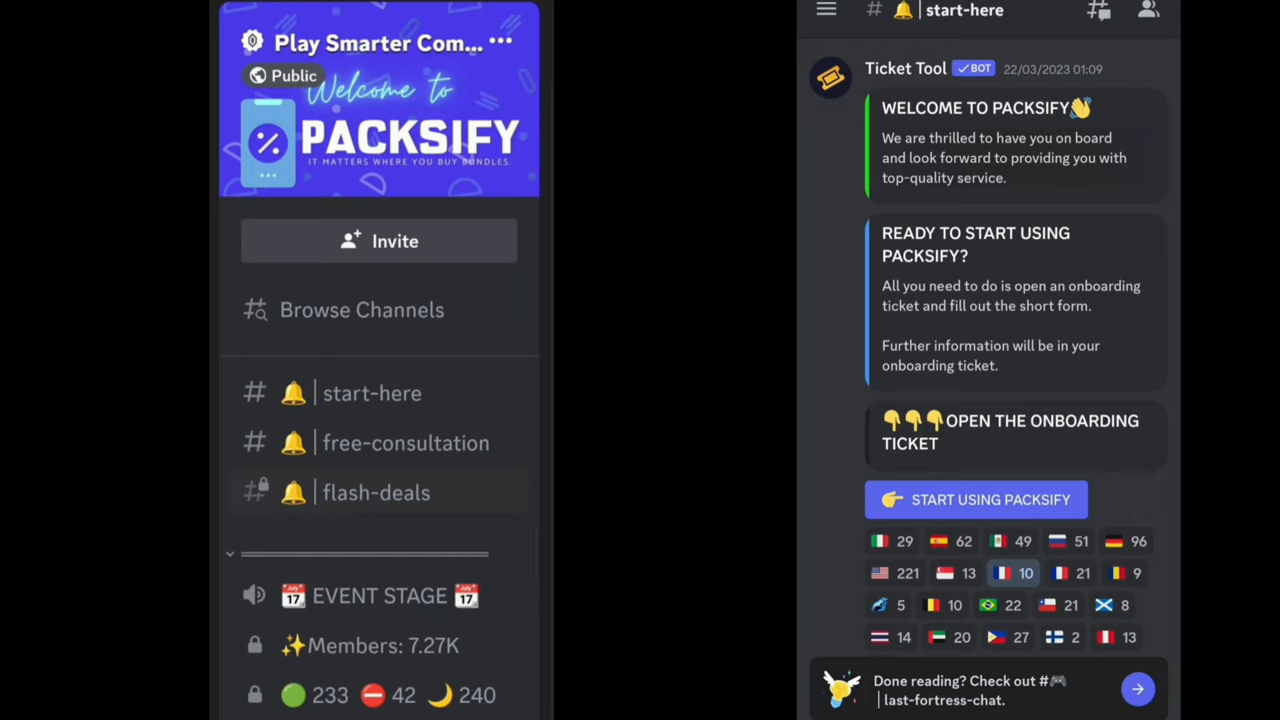 Play Smarter Com...
Public
Welcome to
PACKSIFY
IT MATTERS WHERE YOU BUY BUNDLES.
Invite
Browse Channels
start-here
free-consultation
flash-deals
JULY 17 EVENT STAGE JULY 17
✨Members: 7.27K
🟢 233 ⛔ 42 🌙 240
# 🔔 | start-here
Ticket Tool ✓ BOT 22/03/2023 01:09
WELCOME TO PACKSIFY👋
We are thrilled to have you on board
and look forward to providing you with
top-quality service.
READY TO START USING
PACKSIFY?
All you need to do is open an onboarding
ticket and fill out the short form.
Further information will be in your
onboarding ticket.
👇👇👇OPEN THE ONBOARDING
TICKET
👉 START USING PACKSIFY
29 62 49 51 96
221 13 10 21 9
5 10 22 21 8
14 20 27 2 13
Done reading? Check out #🎮
| last-fortress-chat.